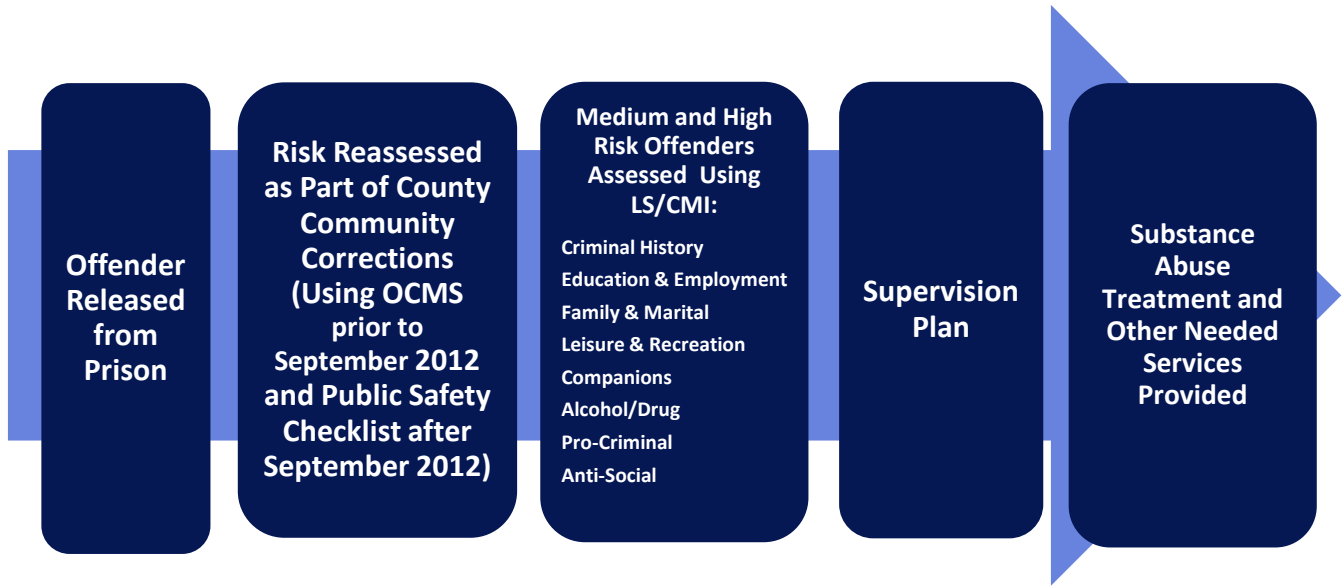 Offender
Released
from
Prison
Risk Reassessed
as Part of County
Community
Corrections
(Using OCMS
prior to
September 2012
and Public Safety
Checklist after
September 2012)
Medium and High
Risk Offenders
Assessed Using
LS/CMI:
Criminal History
Education & Employment
Family & Marital
Leisure & Recreation
Companions
Alcohol/Drug
Pro-Criminal
Anti-Social
Supervision
Plan
Substance
Abuse
Treatment and
Other Needed
Services
Provided